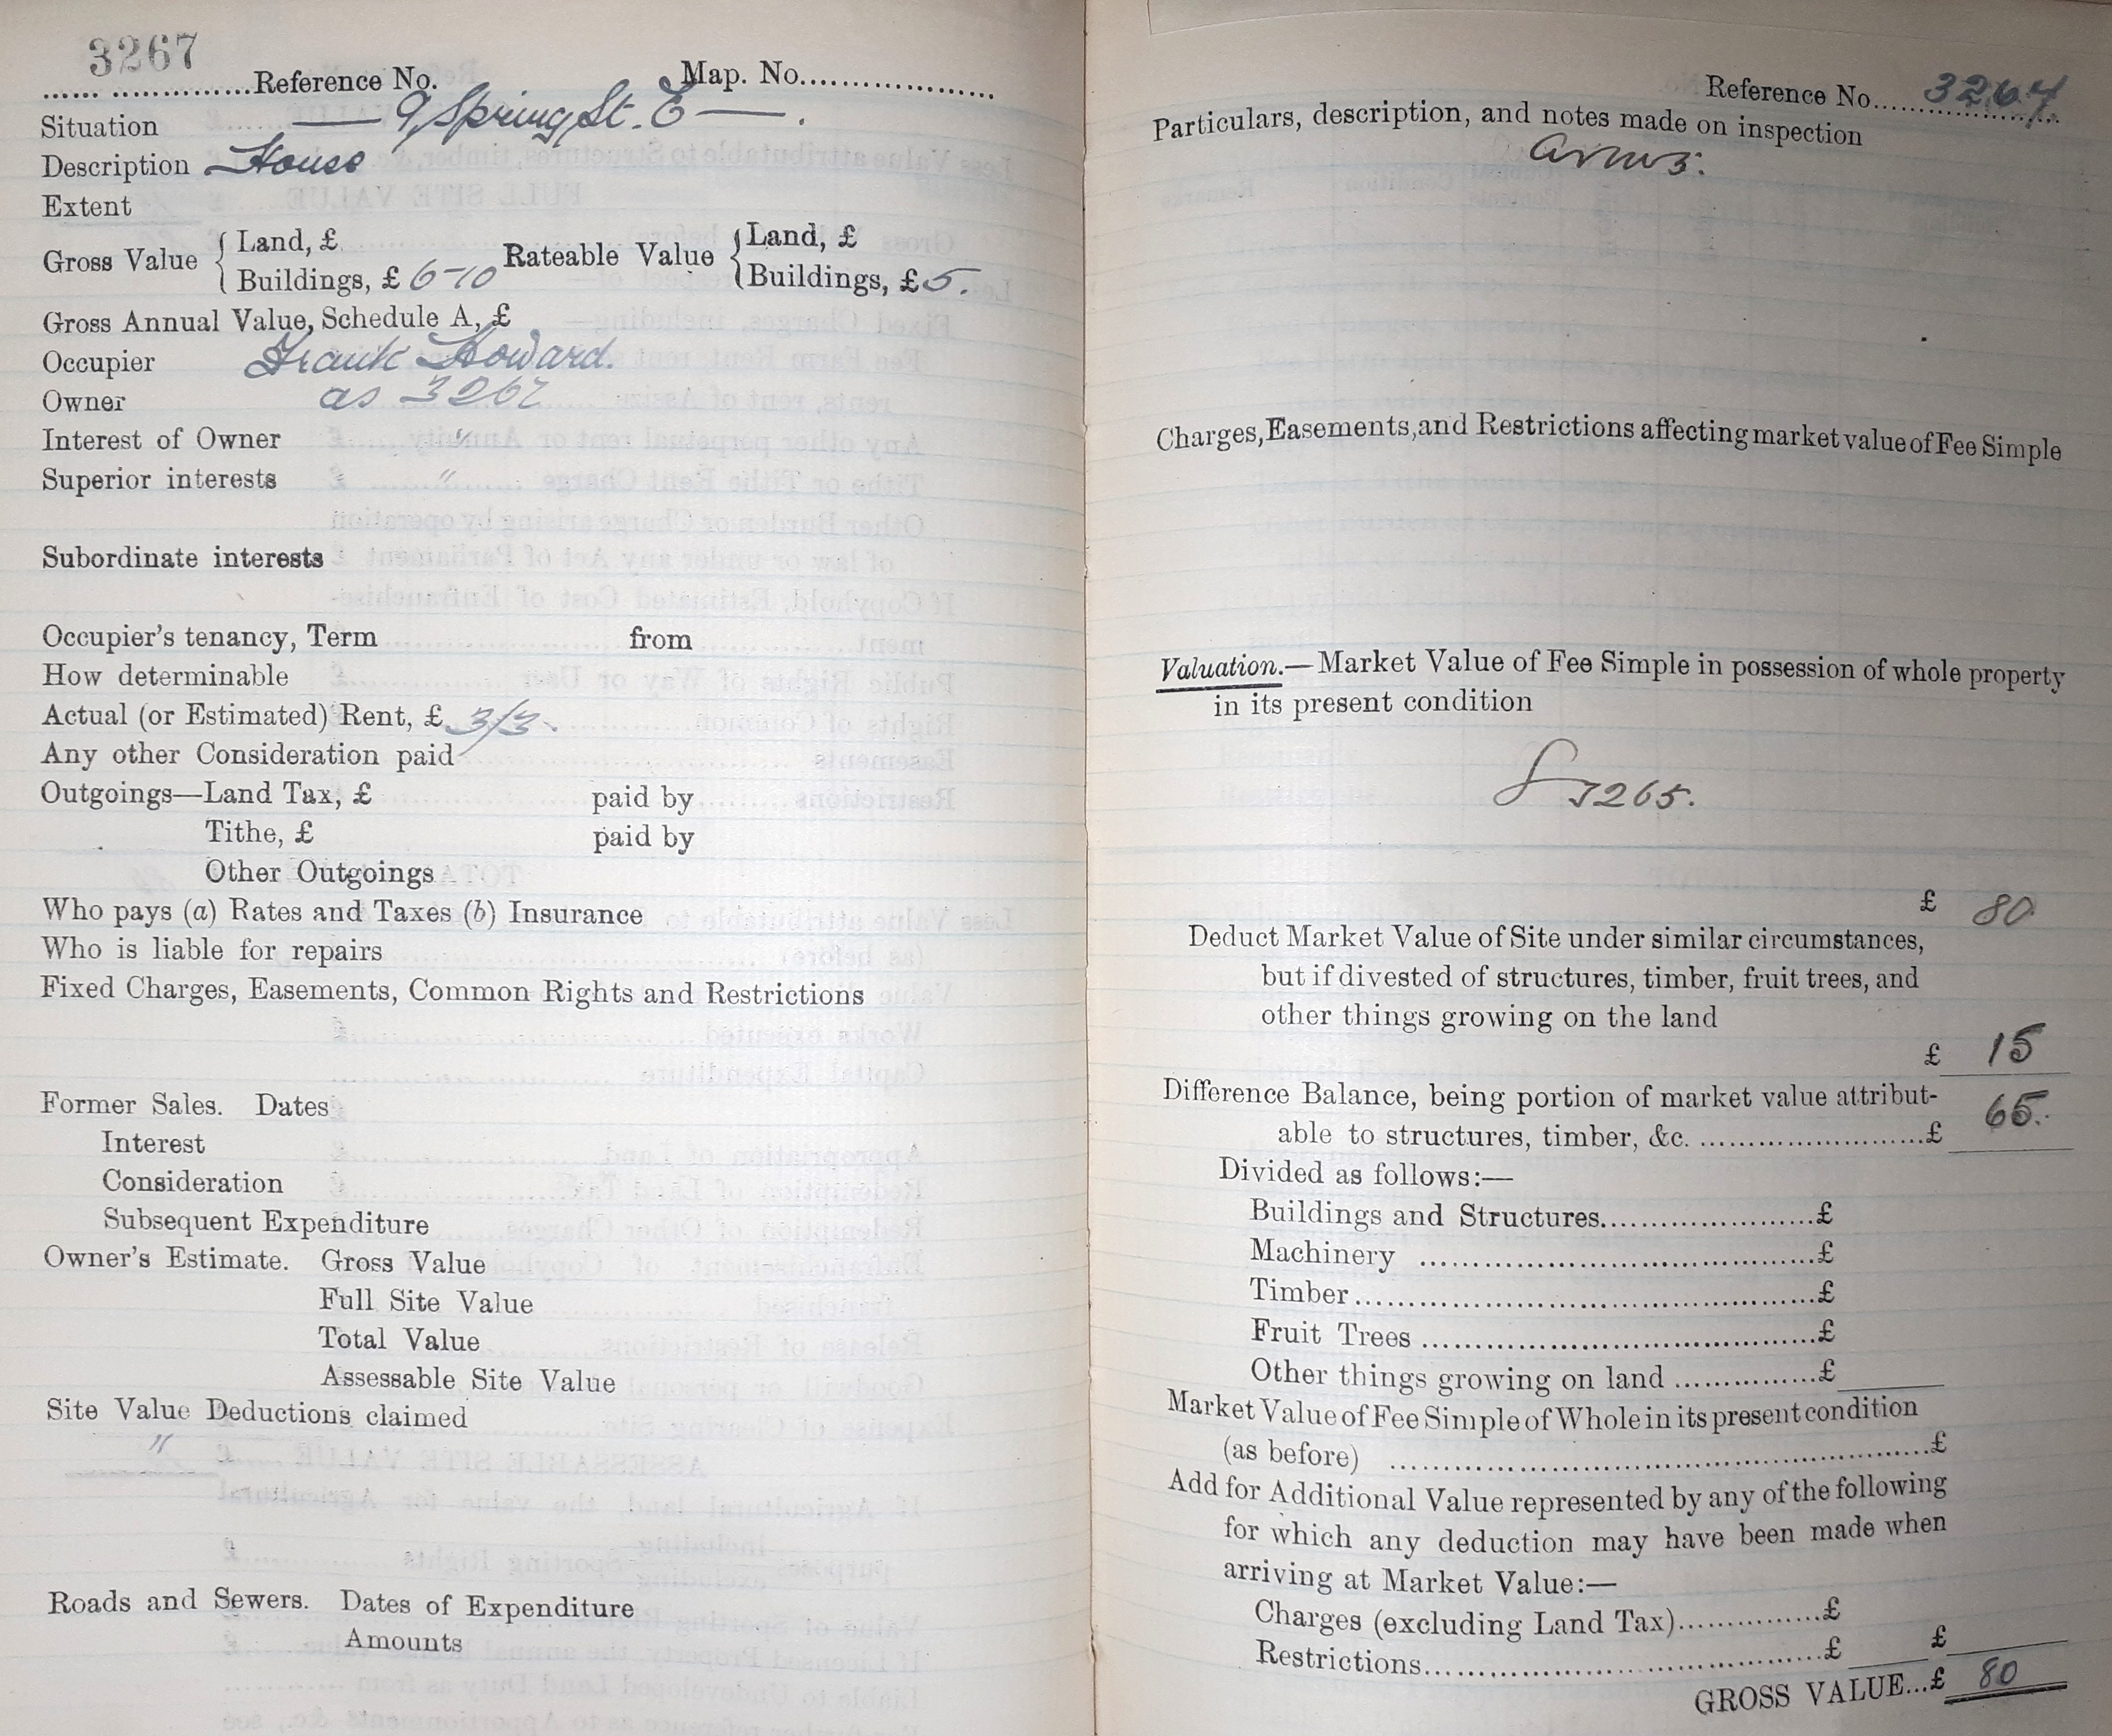 3267
...... ..............Reference No. Map. No....................
Situation — 9 Spring St. E — .
Description House
Extent
Gross Value { Land, £ Rateable Value { Land, £
Buildings, £ 6-10 Buildings, £ 5.
Gross Annual Value, Schedule A, £
Occupier Frank Howard.
Owner as 3262
Interest of Owner "
Superior interests "
Subordinate interests
Occupier's tenancy, Term from
How determinable
Actual (or Estimated) Rent, £ 3/3.
Any other Consideration paid
Outgoings—Land Tax, £ paid by
Tithe, £ paid by
Other Outgoings
Who pays (a) Rates and Taxes (b) Insurance
Who is liable for repairs
Fixed Charges, Easements, Common Rights and Restrictions
Former Sales. Dates
Interest
Consideration
Subsequent Expenditure
Owner's Estimate. Gross Value
Full Site Value
Total Value
Assessable Site Value
Site Value Deductions claimed
"
Roads and Sewers. Dates of Expenditure
Amounts
Reference No.............. 3267
Particulars, description, and notes made on inspection
Charges, Easements, and Restrictions affecting market value of Fee Simple
Valuation.—Market Value of Fee Simple in possession of whole property
in its present condition
3265.
£ 80
Deduct Market Value of Site under similar circumstances,
but if divested of structures, timber, fruit trees, and
other things growing on the land
£ 15
Difference Balance, being portion of market value attribut-
able to structures, timber, &c. ........................£ 65.
Divided as follows:—
Buildings and Structures......................£
Machinery ......................................£
Timber............................................£
Fruit Trees .....................................£
Other things growing on land ...............£
Market Value of Fee Simple of Whole in its present condition
(as before) ....................................................£
Add for Additional Value represented by any of the following
for which any deduction may have been made when
arriving at Market Value:—
Charges (excluding Land Tax)...............£
Restrictions......................................£ £
GROSS VALUE...£ 80